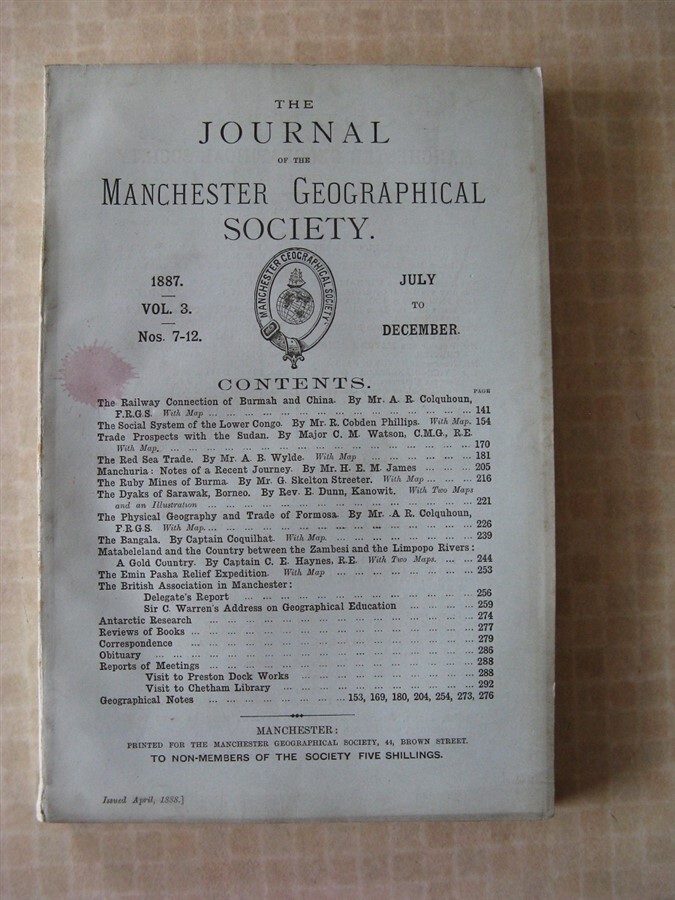 THE
JOURNAL
OF THE
MANCHESTER GEOGRAPHICAL
SOCIETY.
MANCHESTER GEOGRAPHICAL SOCIETY.
1887.
VOL. 3.
Nos. 7-12.
JULY
TO
DECEMBER.
CONTENTS.
PAGE
The Railway Connection of Burmah and China. By Mr. A. R. Colquhoun,
F.R.G.S. With Map ... 141
The Social System of the Lower Congo. By Mr. R. Cobden Phillips. With Map. 154
Trade Prospects with the Sudan. By Major C. M. Watson, C.M.G., R.E.
With Map. ... 170
The Red Sea Trade. By Mr. A. B. Wylde. With Map ... 181
Manchuria: Notes of a Recent Journey. By Mr. H. E. M. James ... 205
The Ruby Mines of Burma. By Mr. G. Skelton Streeter. With Map ... 216
The Dyaks of Sarawak, Borneo. By Rev. E. Dunn, Kanowit. With Two Maps
and an Illustration ... 221
The Physical Geography and Trade of Formosa. By Mr. A. R. Colquhoun,
F.R.G.S. With Map. ... 226
The Bangala. By Captain Coquilhat. With Map. ... 239
Matabeleland and the Country between the Zambesi and the Limpopo Rivers:
A Gold Country. By Captain C. E. Haynes, R.E. With Two Maps. ... 244
The Emin Pasha Relief Expedition. With Map ... 253
The British Association in Manchester:
Delegate's Report ... 256
Sir C. Warren's Address on Geographical Education ... 259
Antarctic Research ... 274
Reviews of Books ... 277
Correspondence ... 279
Obituary ... 286
Reports of Meetings ... 288
Visit to Preston Dock Works ... 288
Visit to Chetham Library ... 292
Geographical Notes ... 153, 169, 180, 204, 254, 273, 276
MANCHESTER:
PRINTED FOR THE MANCHESTER GEOGRAPHICAL SOCIETY, 44, BROWN STREET.
TO NON-MEMBERS OF THE SOCIETY FIVE SHILLINGS.
Issued April, 1888.]